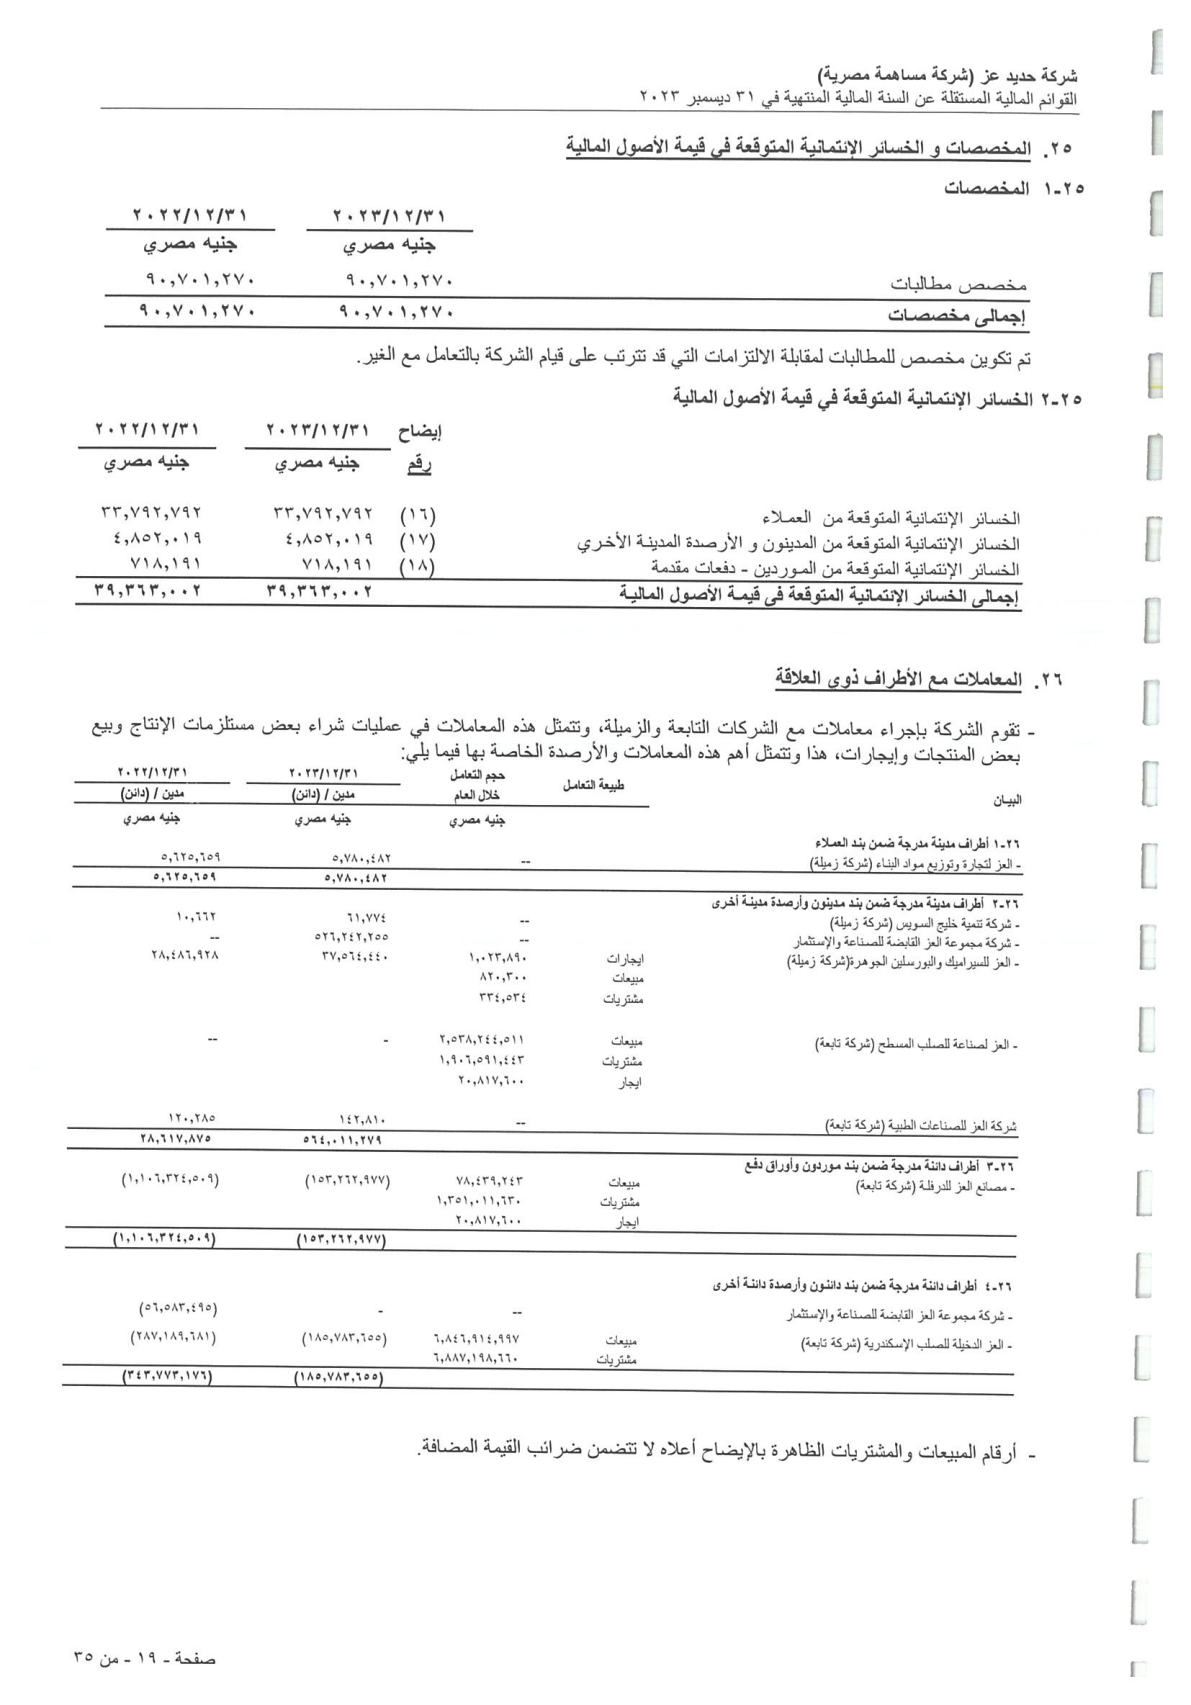 شركة حديد عز (شركة مساهمة مصرية)
القوائم المالية المستقلة عن السنة المالية المنتهية في ٣١ ديسمبر ٢٠٢٣
٢٥. المخصصات و الخسائر الإنتمانية المتوقعة في قيمة الأصول المالية
٢٥-١ المخصصات
٢٠٢٣/١٢/٣١ ٢٠٢٢/١٢/٣١
جنيه مصري جنيه مصري
مخصص مطالبات ٩٠,٧٠١,٢٧٠ ٩٠,٧٠١,٢٧٠
إجمالى مخصصات ٩٠,٧٠١,٢٧٠ ٩٠,٧٠١,٢٧٠
تم تكوين مخصص للمطالبات لمقابلة الالتزامات التي قد تترتب على قيام الشركة بالتعامل مع الغير.
٢٥-٢ الخسائر الإنتمانية المتوقعة في قيمة الأصول المالية
إيضاح ٢٠٢٣/١٢/٣١ ٢٠٢٢/١٢/٣١
رقم جنيه مصري جنيه مصري
الخسائر الإنتمانية المتوقعة من العملاء (١٦) ٣٣,٧٩٢,٧٩٢ ٣٣,٧٩٢,٧٩٢
الخسائر الإنتمانية المتوقعة من المدينون و الأرصدة المدينة الأخري (١٧) ٤,٨٥٢,٠١٩ ٤,٨٥٢,٠١٩
الخسائر الإنتمانية المتوقعة من الموردين - دفعات مقدمة (١٨) ٧١٨,١٩١ ٧١٨,١٩١
إجمالى الخسائر الإنتمانية المتوقعة في قيمة الأصول المالية ٣٩,٣٦٣,٠٠٢ ٣٩,٣٦٣,٠٠٢
٢٦. المعاملات مع الأطراف ذوى العلاقة
- تقوم الشركة بإجراء معاملات مع الشركات التابعة والزميلة، وتتمثل هذه المعاملات في عمليات شراء بعض مستلزمات الإنتاج وبيع
بعض المنتجات وإيجارات، هذا وتتمثل أهم هذه المعاملات والأرصدة الخاصة بها فيما يلي:
البيان طبيعة التعامل حجم التعامل ٢٠٢٣/١٢/٣١ ٢٠٢٢/١٢/٣١
خلال العام مدين / (دائن) مدين / (دائن)
جنيه مصري جنيه مصري جنيه مصري
٢٦-١ أطراف مدينة مدرجة ضمن بند العملاء
- العز لتجارة وتوزيع مواد البناء (شركة زميلة) -- ٥,٧٨٠,٤٨٢ ٥,٦٢٥,٦٥٩
٥,٧٨٠,٤٨٢ ٥,٦٢٥,٦٥٩
٢٦-٢ أطراف مدينة مدرجة ضمن بند مدينون وأرصدة مدينة أخرى
- شركة تنمية خليج السويس (شركة زميلة) -- ٦١,٧٧٤ ١٠,٦٦٢
- شركة مجموعة العز القابضة للصناعة والإستثمار -- ٥٢٦,٢٤٢,٢٥٥ --
- العز للسيراميك والبورسلين الجوهرة(شركة زميلة) ايجارات ١,٠٢٣,٨٩٠ ٣٧,٥٦٤,٤٤٠ ٢٨,٤٨٦,٩٢٨
مبيعات ٨٢٠,٣٠٠
مشتريات ٣٣٤,٥٣٤
- العز لصناعة للصلب المسطح (شركة تابعة) مبيعات ٢,٥٣٨,٢٤٤,٥١١ - --
مشتريات ١,٩٠٦,٥٩١,٤٤٣
ايجار ٢٠,٨١٧,٦٠٠
شركة العز للصناعات الطبية (شركة تابعة) -- ١٤٢,٨١٠ ١٢٠,٢٨٥
٥٦٤,٠١١,٢٧٩ ٢٨,٦١٧,٨٧٥
٢٦-٣ أطراف دائنة مدرجة ضمن بند موردون وأوراق دفع
- مصانع العز للدرفلة (شركة تابعة) مبيعات ٧٨,٤٣٩,٢٤٣ (١٥٣,٢٦٢,٩٧٧) (١,١٠٦,٣٢٤,٥٠٩)
مشتريات ١,٣٥١,٠١١,٦٣٠
ايجار ٢٠,٨١٧,٦٠٠
(١٥٣,٢٦٢,٩٧٧) (١,١٠٦,٣٢٤,٥٠٩)
٢٦-٤ أطراف دائنة مدرجة ضمن بند دائنون وأرصدة دائنة أخرى
- شركة مجموعة العز القابضة للصناعة والإستثمار -- - (٥٦,٥٨٣,٤٩٥)
- العز الدخيلة للصلب الإسكندرية (شركة تابعة) مبيعات ٦,٨٤٦,٩١٤,٩٩٧ (١٨٥,٧٨٣,٦٥٥) (٢٨٧,١٨٩,٦٨١)
مشتريات ٦,٨٨٧,١٩٨,٦٦٠
(١٨٥,٧٨٣,٦٥٥) (٣٤٣,٧٧٣,١٧٦)
- أرقام المبيعات والمشتريات الظاهرة بالإيضاح أعلاه لا تتضمن ضرائب القيمة المضافة.
صفحة - ١٩ - من ٣٥